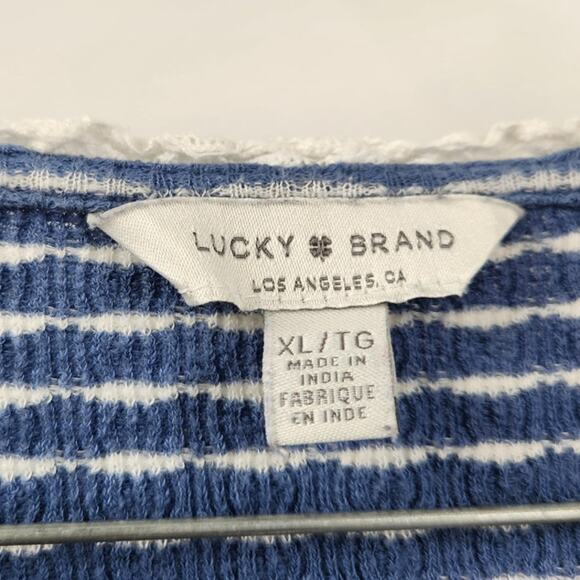 LUCKY BRAND
LOS ANGELES, CA
XL/TG
MADE IN
INDIA
FABRIQUE
EN INDE